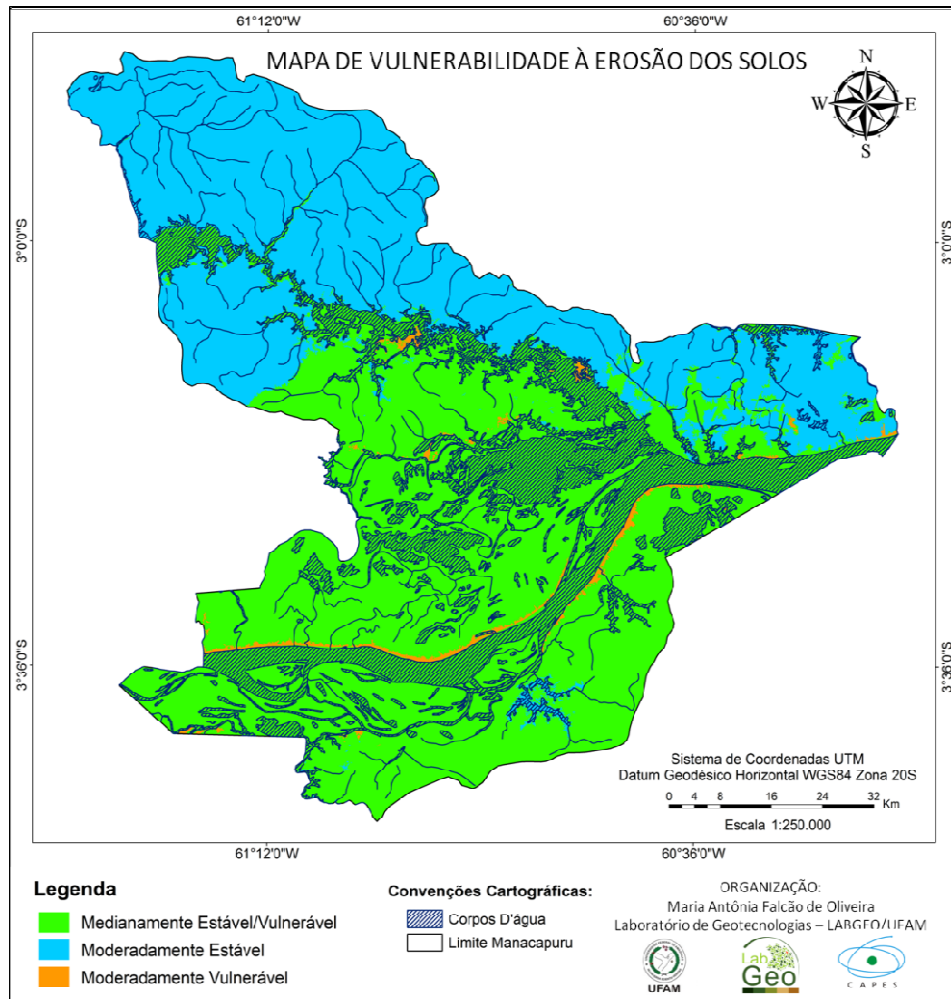 61°12'0"W 60°36'0"W
MAPA DE VULNERABILIDADE À EROSÃO DOS SOLOS
N
W E
S
3°0'0"S 3°0'0"S
3°36'0"S 3°36'0"S
Sistema de Coordenadas UTM
Datum Geodésico Horizontal WGS84 Zona 20S
0 4 8 16 24 32
Km
Escala 1:250.000
61°12'0"W 60°36'0"W
Legenda
Medianamente Estável/Vulnerável
Moderadamente Estável
Moderadamente Vulnerável
Convenções Cartográficas:
Corpos D'água
Limite Manacapuru
ORGANIZAÇÃO:
Maria Antônia Falcão de Oliveira
Laboratório de Geotecnologias – LABGEO/UFAM
UFAM
Lab
Geo
CAPES